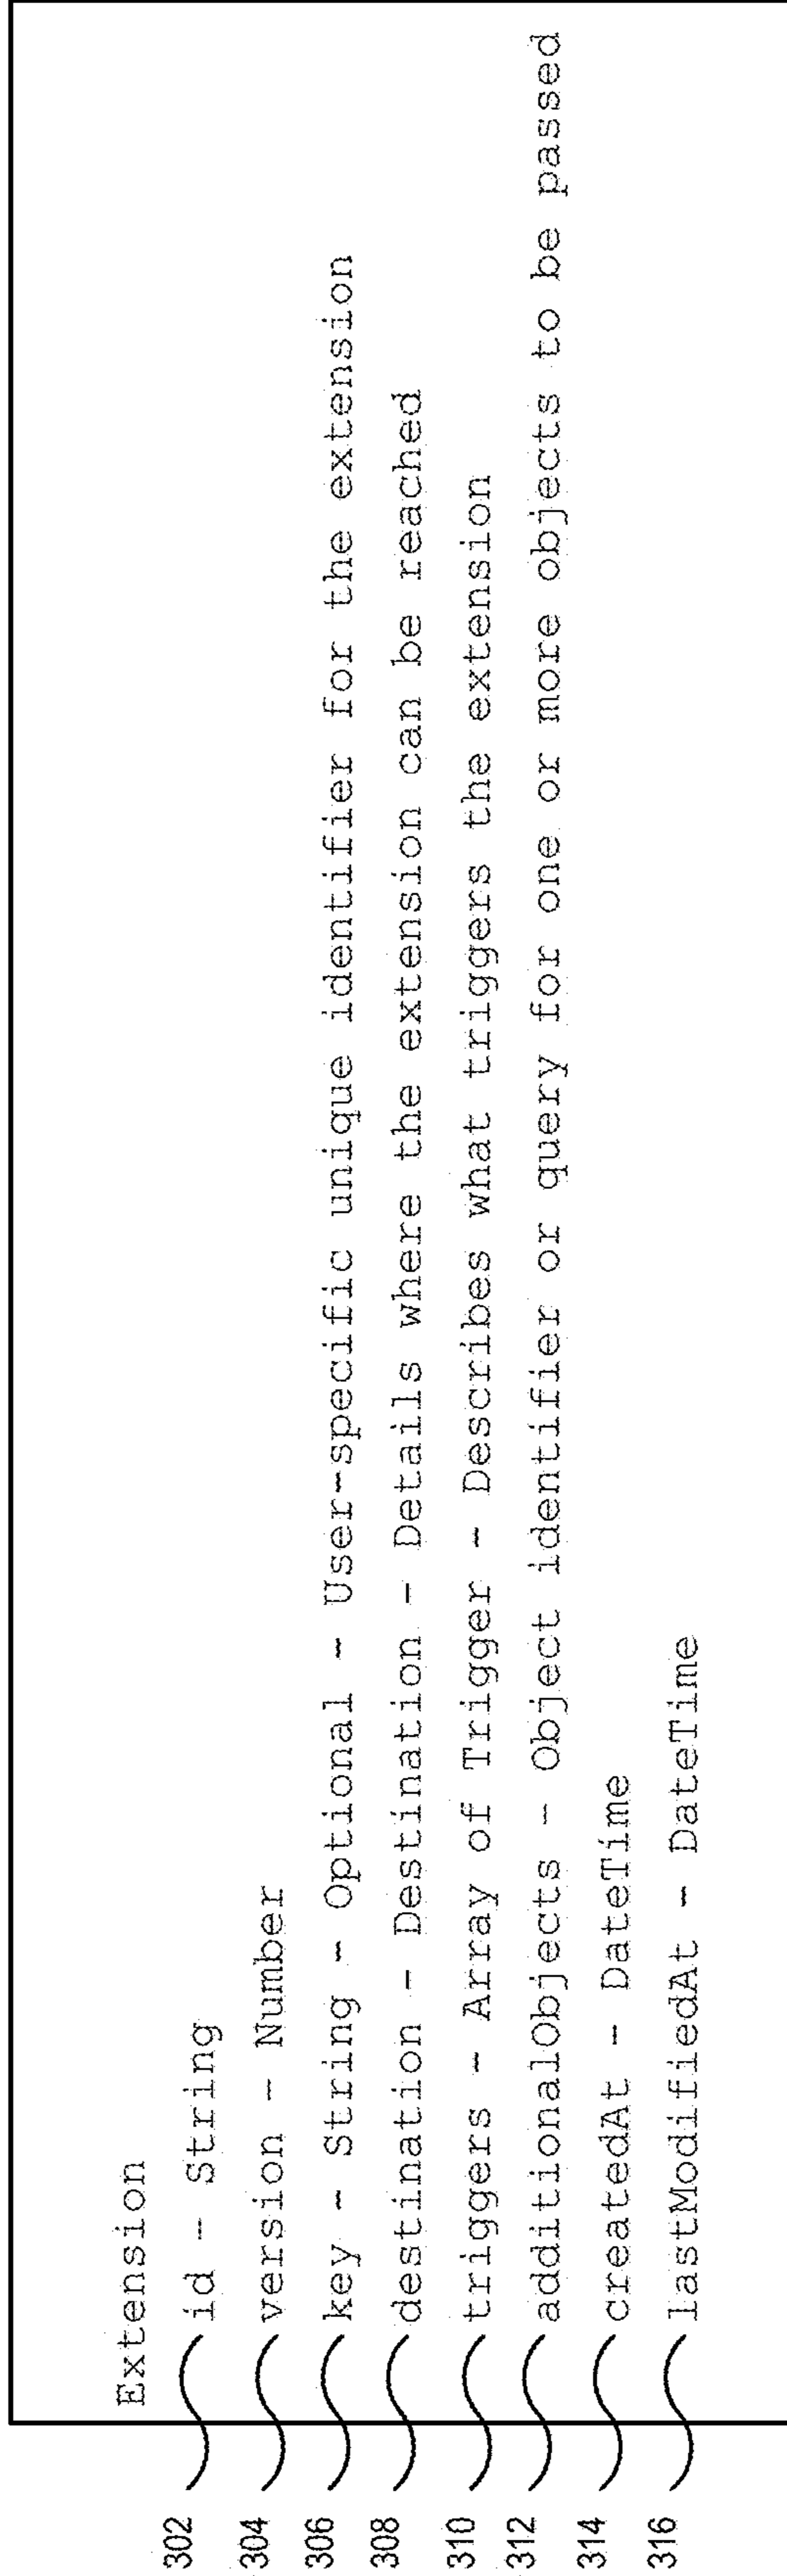 Extension
302 id - String
304 version - Number
306 key - String - Optional - User-specific unique identifier for the extension
308 destination - Destination - Details where the extension can be reached
310 triggers - Array of Trigger - Describes what triggers the extension
312 additionalObjects - Object identifier or query for one or more objects to be passed
314 createdAt - DateTime
316 lastModifiedAt - DateTime